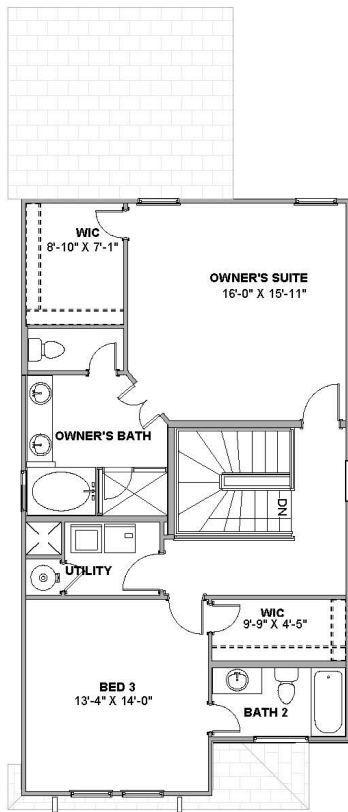 WIC
8'-10" X 7'-1"
OWNER'S SUITE
16'-0" X 15'-11"
OWNER'S BATH
DN
UTILITY
WIC
9'-9" X 4'-5"
BED 3
13'-4" X 14'-0"
BATH 2